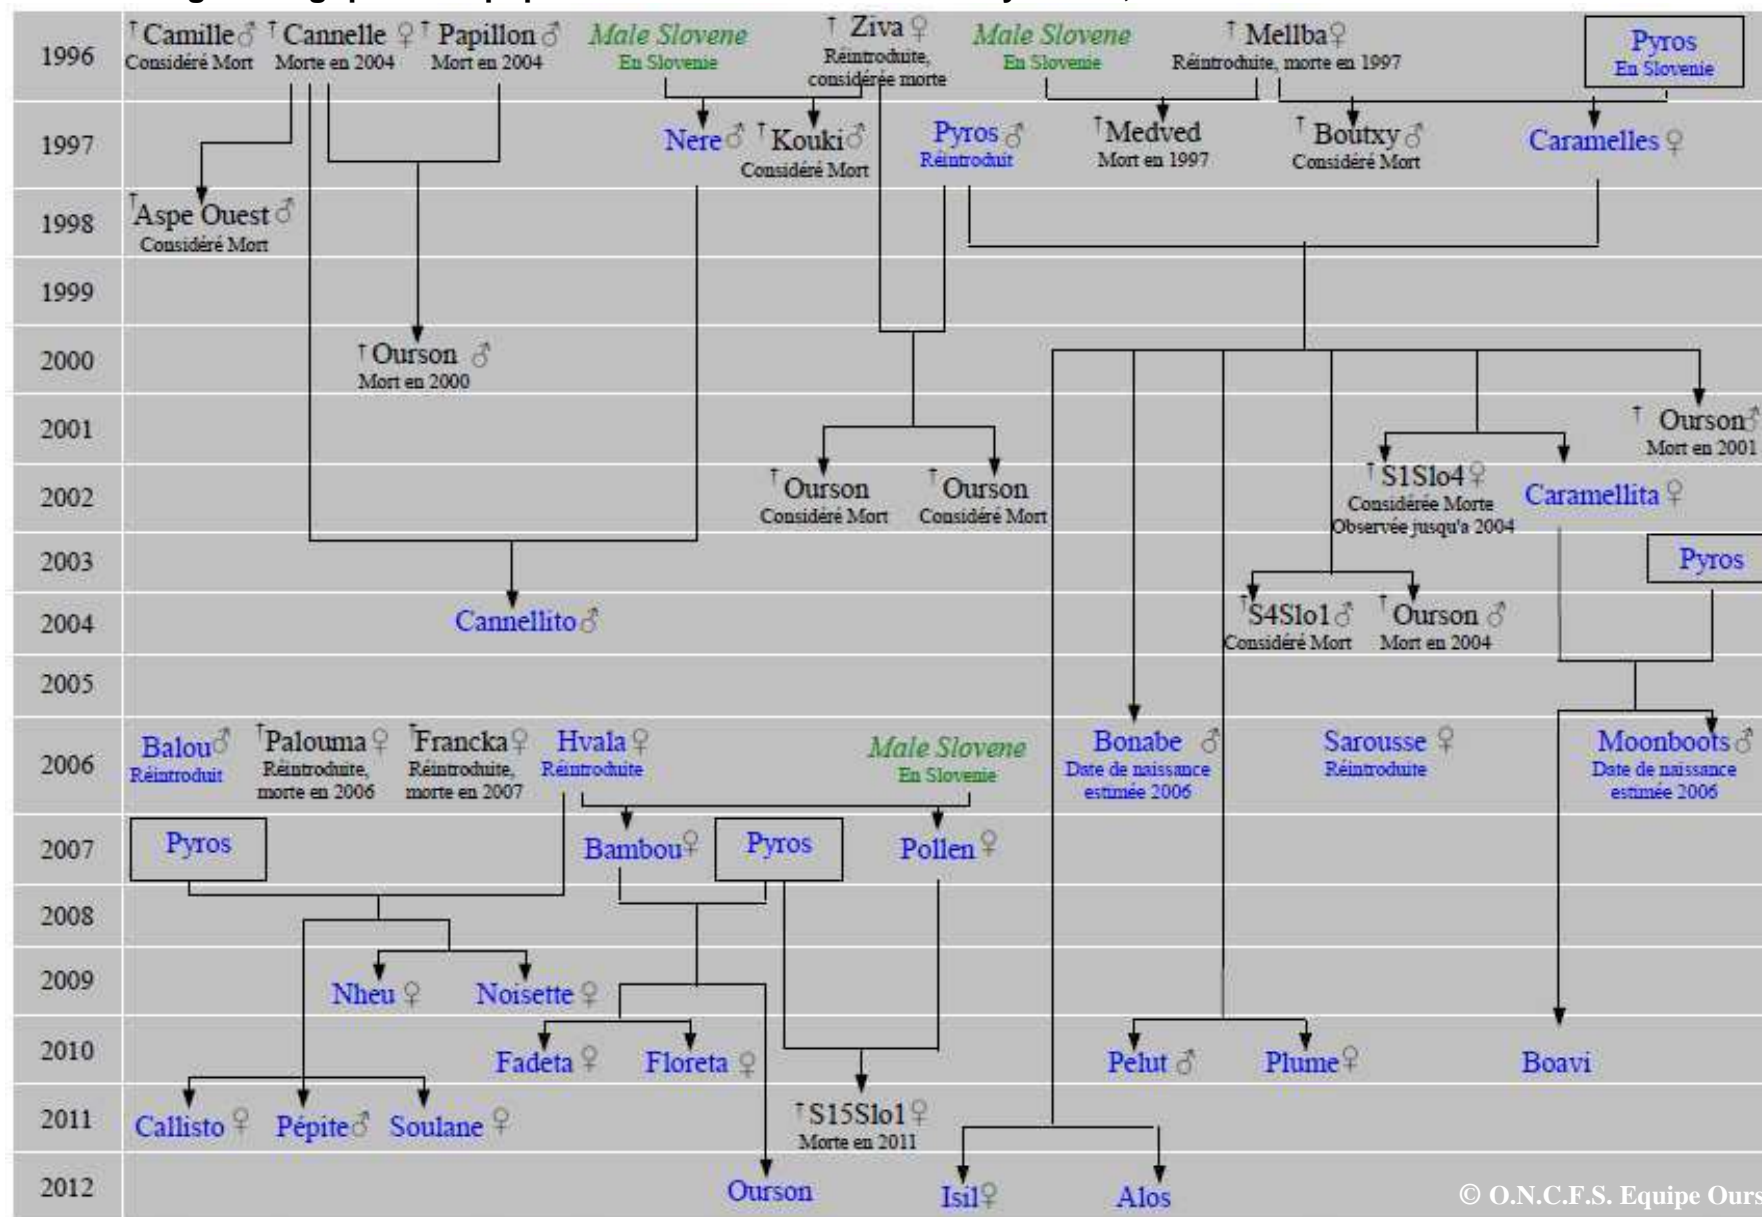 1996
†Camille♂ †Cannelle ♀ †Papillon♂ Male Slovene †Ziva♀ Male Slovene †Mellba♀ Pyros
Considéré Mort Morte en 2004 Mort en 2004 En Slovenie Réintroduite, En Slovenie Réintroduite, morte en 1997 En Slovenie
considérée morte
1997
Nere♂ †Kouki♂ Pyros♂ †Medved †Boutxy♂ Caramelles♀
Considéré Mort Réintroduit Mort en 1997 Considéré Mort
1998
†Aspe Ouest♂
Considéré Mort
1999
2000
†Ourson ♂
Mort en 2000
2001
†Ourson♂
Mort en 2001
2002
†Ourson †Ourson †S1Slo4♀ Caramellita♀
Considéré Mort Considéré Mort Considérée Morte
Observée jusqu'a 2004
2003
Pyros
2004
Cannellito♂ †S4Slo1♂ †Ourson♂
Considéré Mort Mort en 2004
2005
2006
Balou♂ †Palouma♀ †Francka♀ Hvala♀ Male Slovene Bonabe ♂ Sarousse ♀ Moonboots♂
Réintroduit Réintroduite, Réintroduite, Réintroduite En Slovenie Date de naissance Réintroduite Date de naissance
morte en 2006 morte en 2007 estimée 2006 estimée 2006
2007
Pyros Bambou♀ Pyros Pollen♀
2008
2009
Nheu♀ Noisette♀
2010
Fadeta♀ Floreta♀ Pelut♂ Plume♀ Boavi
2011
Callisto♀ Pépite♂ Soulane♀ †S15Slo1♀
Morte en 2011
2012
Ourson Isil♀ Alos
© O.N.C.F.S. Equipe Ours